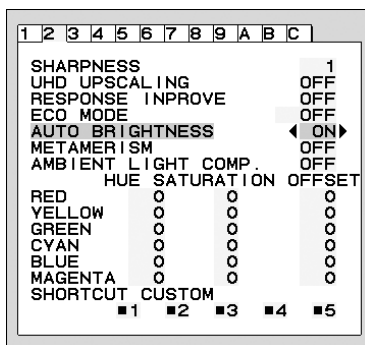 1 2 3 4 5 6 7 8 9 A B C
SHARPNESS 1
UHD UPSCALING OFF
RESPONSE INPROVE OFF
ECO MODE OFF
AUTO BRIGHTNESS ON
METAMERISM OFF
AMBIENT LIGHT COMP. OFF
HUE SATURATION OFFSET
RED 0 0 0
YELLOW 0 0 0
GREEN 0 0 0
CYAN 0 0 0
BLUE 0 0 0
MAGENTA 0 0 0
SHORTCUT CUSTOM
■1 ■2 ■3 ■4 ■5